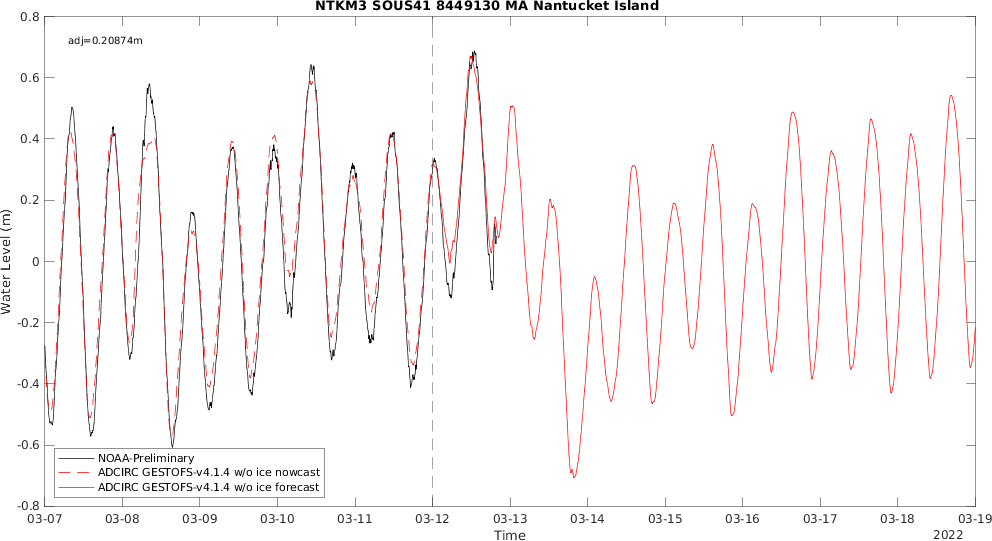 NTKM3 SOUS41 8449130 MA Nantucket Island
adj=0.20874m
Water Level (m)
0.8
0.6
0.4
0.2
0
-0.2
-0.4
-0.6
-0.8
NOAA-Preliminary
ADCIRC GESTOFS-v4.1.4 w/o ice nowcast
ADCIRC GESTOFS-v4.1.4 w/o ice forecast
03-07 03-08 03-09 03-10 03-11 03-12 03-13 03-14 03-15 03-16 03-17 03-18 03-19
Time
2022